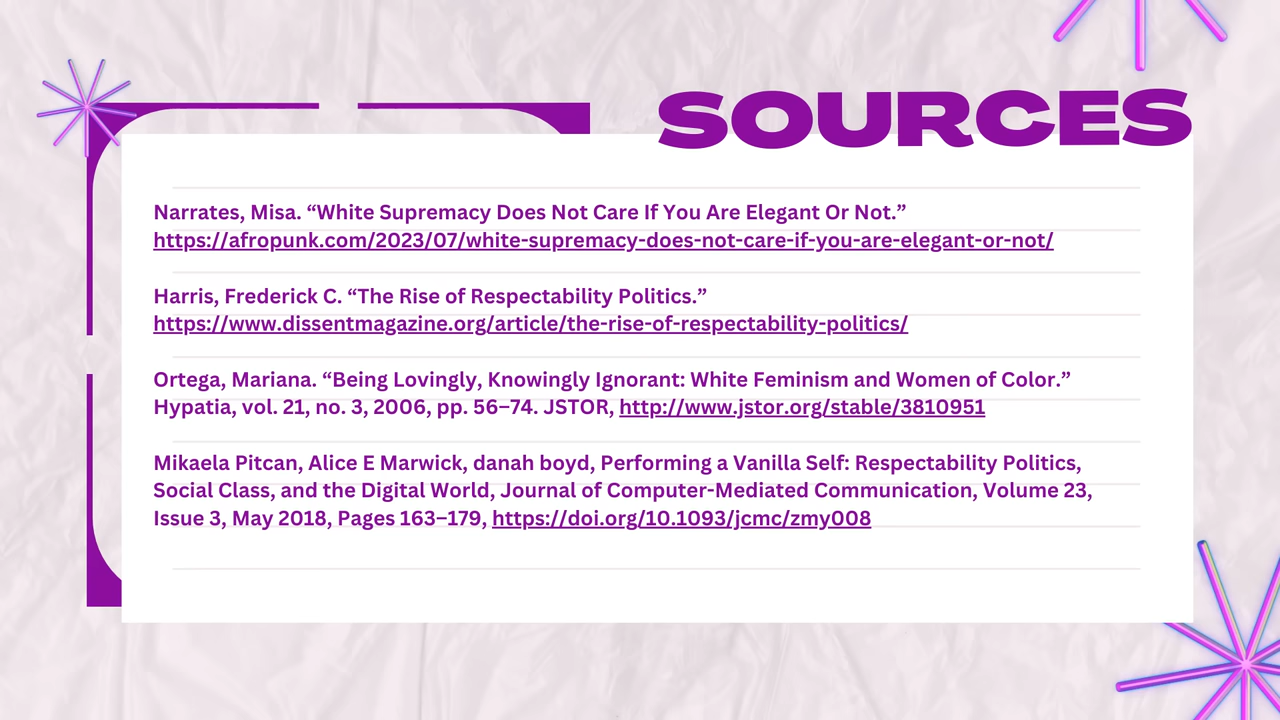 SOURCES
Narrates, Misa. “White Supremacy Does Not Care If You Are Elegant Or Not.”
https://afropunk.com/2023/07/white-supremacy-does-not-care-if-you-are-elegant-or-not/
Harris, Frederick C. “The Rise of Respectability Politics.”
https://www.dissentmagazine.org/article/the-rise-of-respectability-politics/
Ortega, Mariana. “Being Lovingly, Knowingly Ignorant: White Feminism and Women of Color.”
Hypatia, vol. 21, no. 3, 2006, pp. 56–74. JSTOR, http://www.jstor.org/stable/3810951
Mikaela Pitcan, Alice E Marwick, danah boyd, Performing a Vanilla Self: Respectability Politics,
Social Class, and the Digital World, Journal of Computer-Mediated Communication, Volume 23,
Issue 3, May 2018, Pages 163–179, https://doi.org/10.1093/jcmc/zmy008